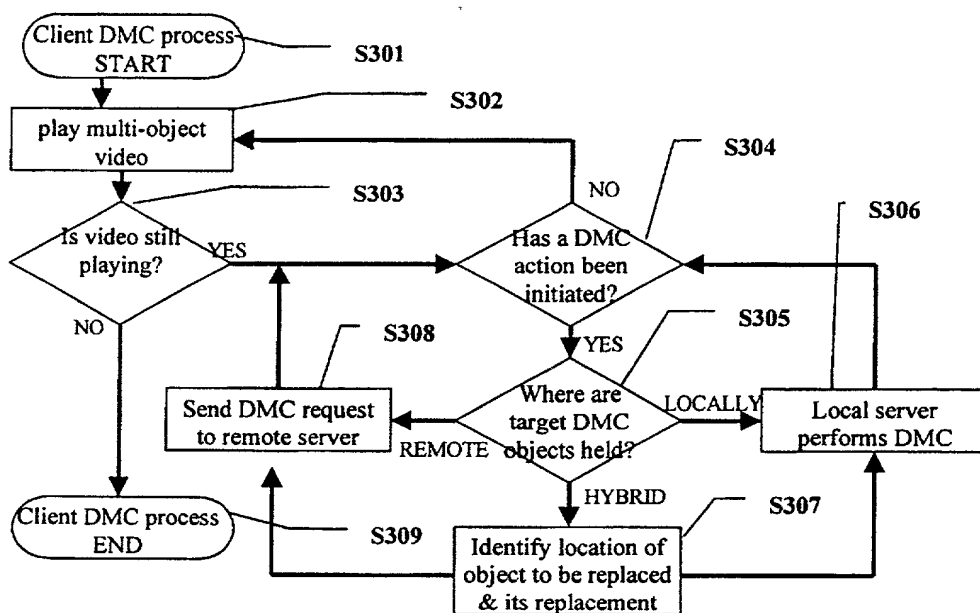 Client DMC process
START
S301
S302
play multi-object
video
S303
S304
NO
S306
Is video still
playing?
YES
Has a DMC
action been
initiated?
NO
S308
YES
S305
Send DMC request
to remote server
REMOTE
Where are
target DMC
objects held?
LOCALLY
Local server
performs DMC
HYBRID
S307
Client DMC process
END
S309
Identify location of
object to be replaced
& its replacement